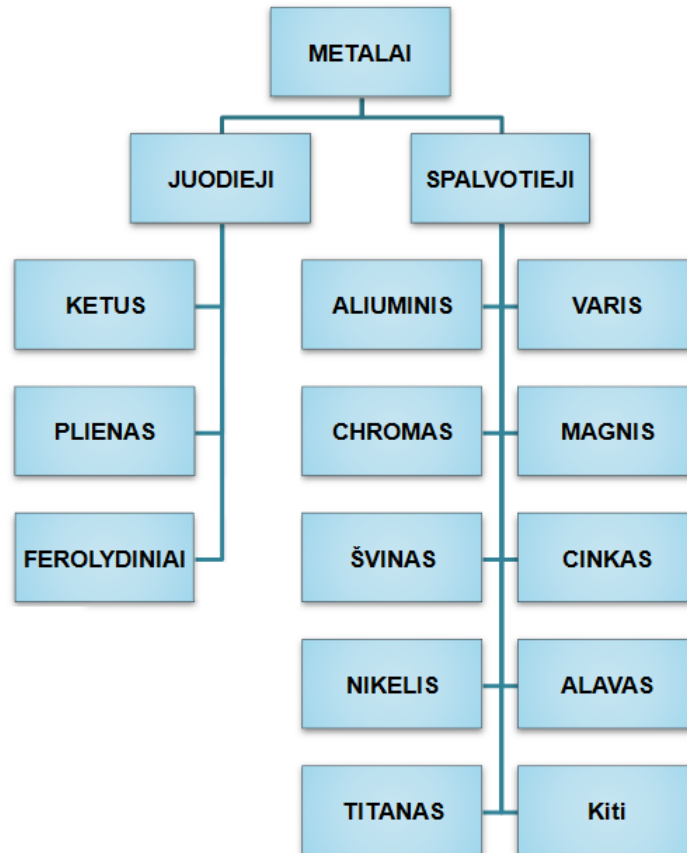 METALAI
JUODIEJI
SPALVOTIEJI
KETUS
ALIUMINIS
VARIS
PLIENAS
CHROMAS
MAGNIS
FEROLYDINIAI
ŠVINAS
CINKAS
NIKELIS
ALAVAS
TITANAS
Kiti